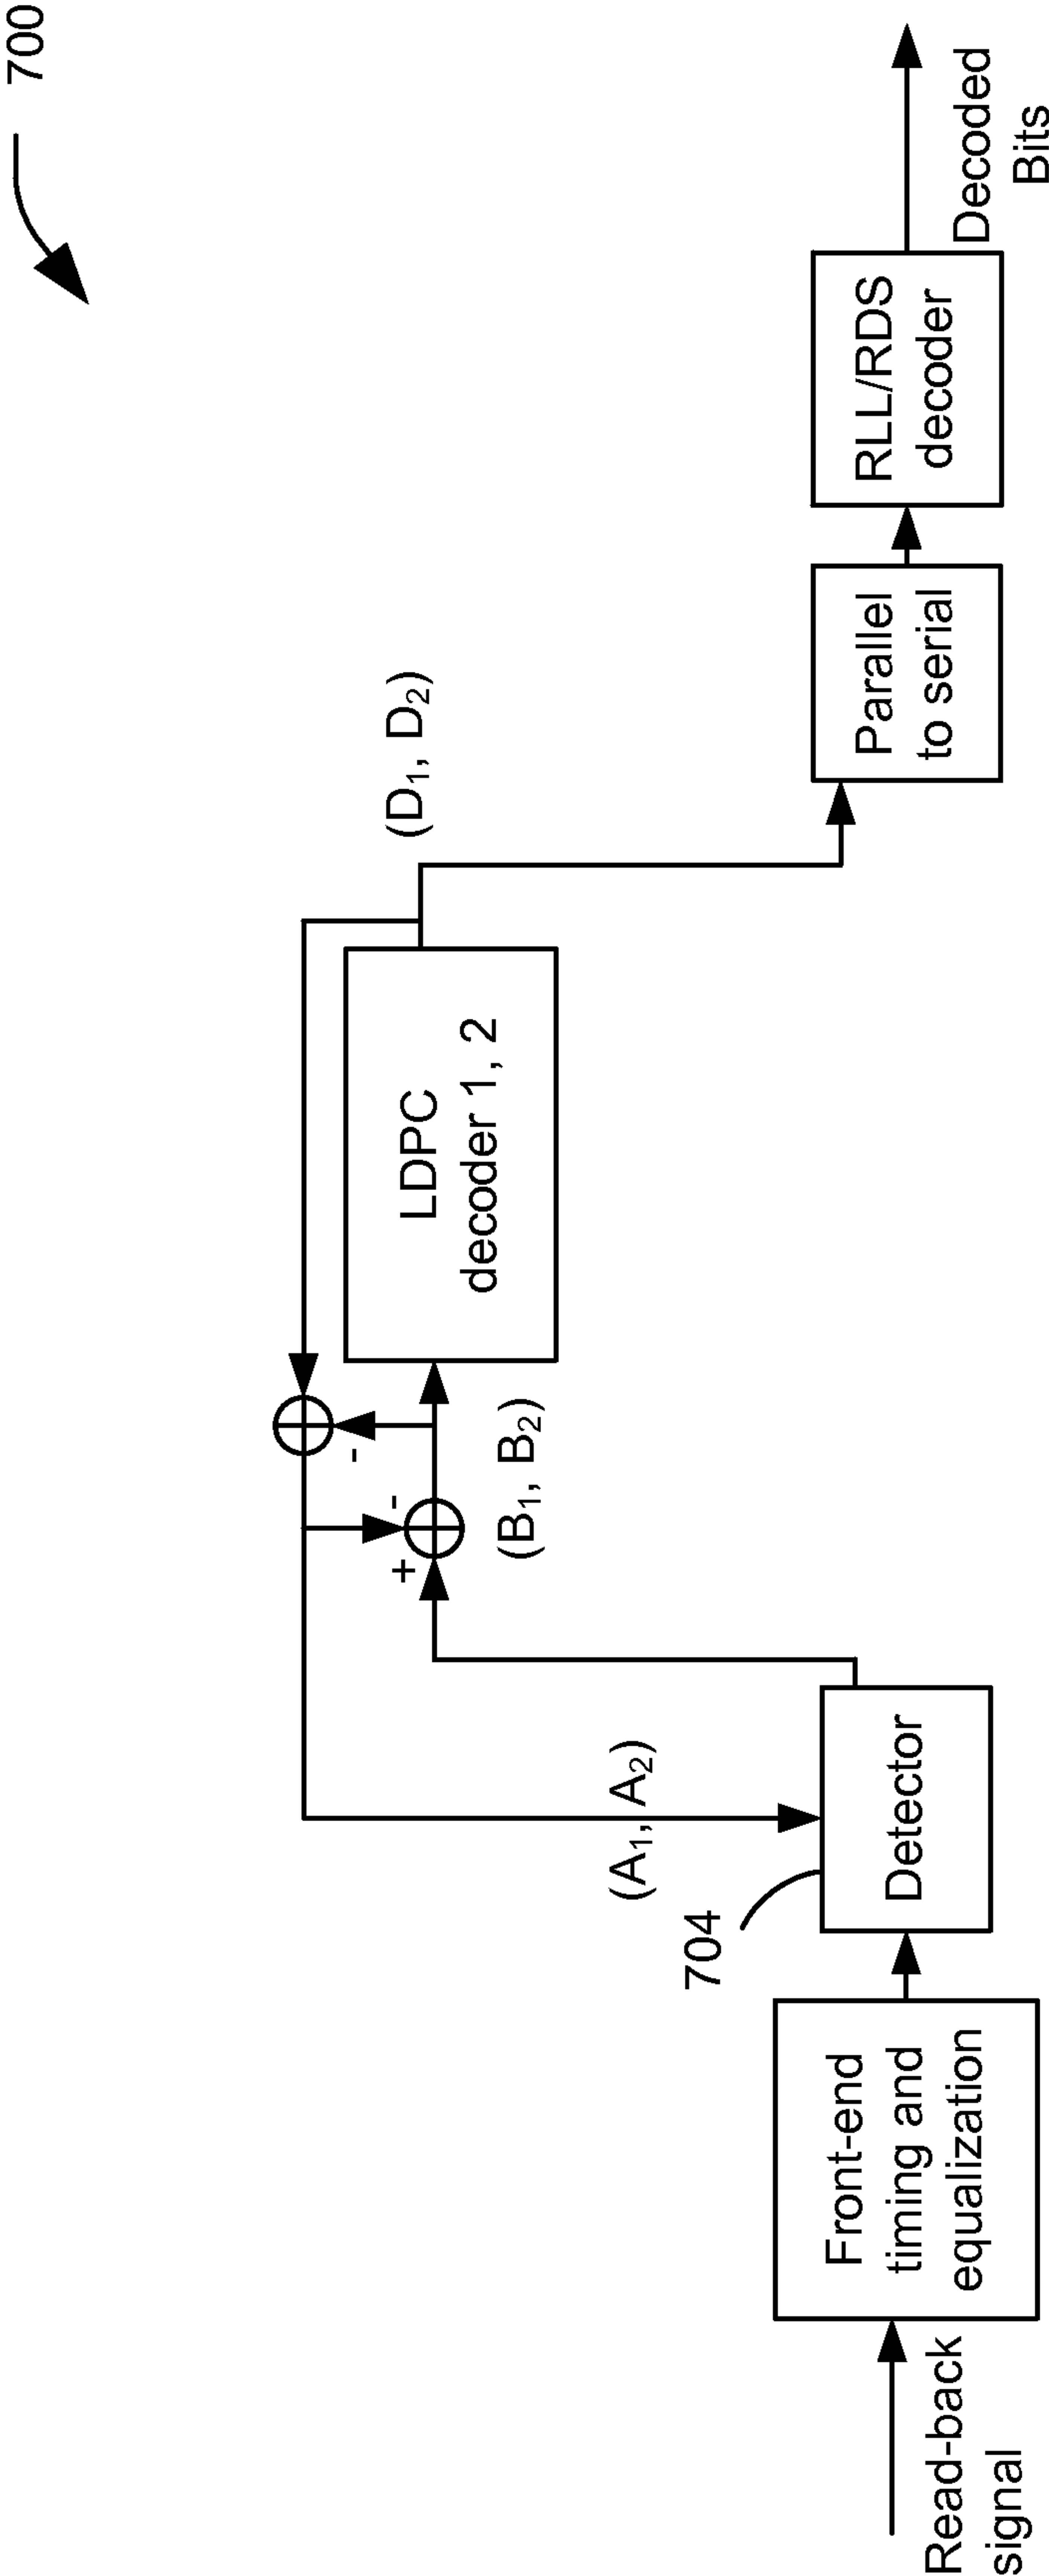 700
Read-back
signal
Front-end
timing and
equalization
704
Detector
(A₁, A₂)
+
-
-
(B₁, B₂)
LDPC
decoder 1, 2
(D₁, D₂)
Parallel
to serial
RLL/RDS
decoder
Decoded
Bits